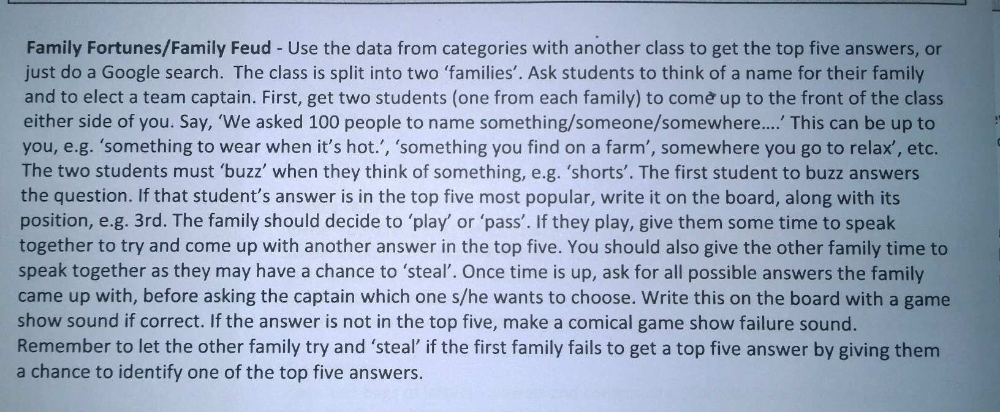 Family Fortunes/Family Feud - Use the data from categories with another class to get the top five answers, or
just do a Google search. The class is split into two ‘families’. Ask students to think of a name for their family
and to elect a team captain. First, get two students (one from each family) to come up to the front of the class
either side of you. Say, ‘We asked 100 people to name something/someone/somewhere....’ This can be up to
you, e.g. ‘something to wear when it’s hot.’, ‘something you find on a farm’, somewhere you go to relax’, etc.
The two students must ‘buzz’ when they think of something, e.g. ‘shorts’. The first student to buzz answers
the question. If that student’s answer is in the top five most popular, write it on the board, along with its
position, e.g. 3rd. The family should decide to ‘play’ or ‘pass’. If they play, give them some time to speak
together to try and come up with another answer in the top five. You should also give the other family time to
speak together as they may have a chance to ‘steal’. Once time is up, ask for all possible answers the family
came up with, before asking the captain which one s/he wants to choose. Write this on the board with a game
show sound if correct. If the answer is not in the top five, make a comical game show failure sound.
Remember to let the other family try and ‘steal’ if the first family fails to get a top five answer by giving them
a chance to identify one of the top five answers.